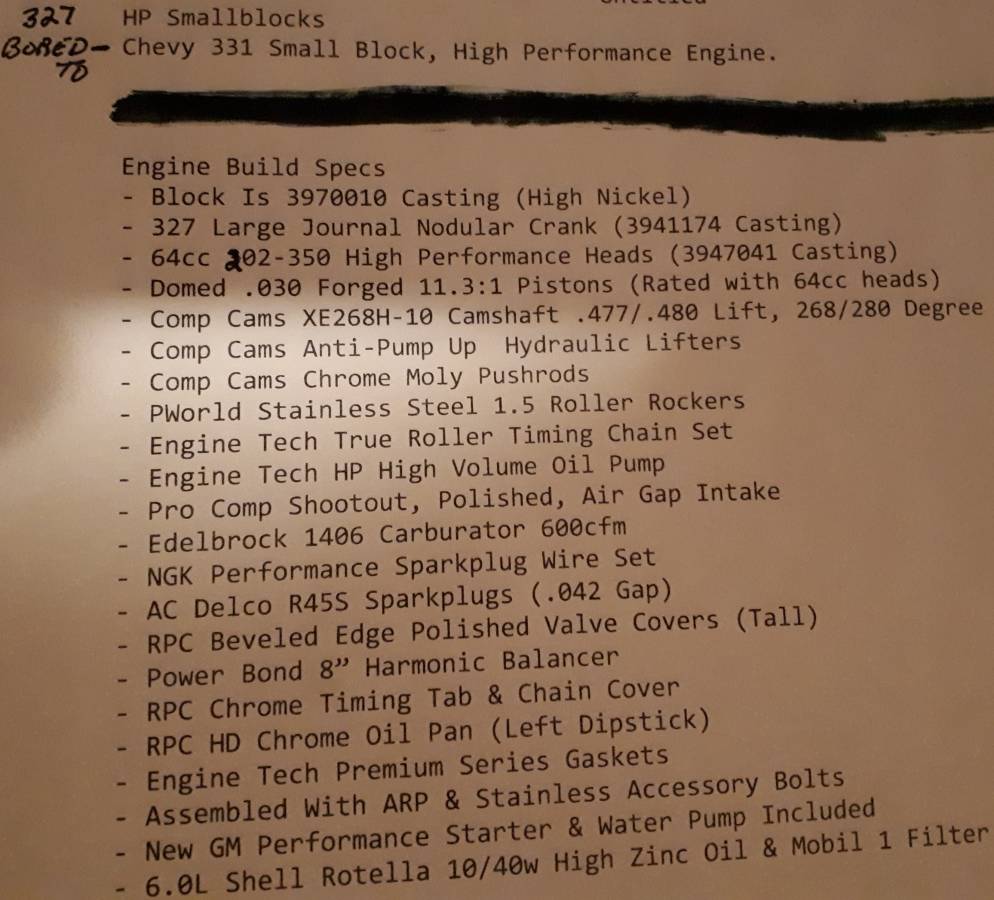 327 HP Smallblocks
BORED- Chevy 331 Small Block, High Performance Engine.
TO
Engine Build Specs
- Block Is 3970010 Casting (High Nickel)
- 327 Large Journal Nodular Crank (3941174 Casting)
- 64cc 202-350 High Performance Heads (3947041 Casting)
- Domed .030 Forged 11.3:1 Pistons (Rated with 64cc heads)
- Comp Cams XE268H-10 Camshaft .477/.480 Lift, 268/280 Degree
- Comp Cams Anti-Pump Up Hydraulic Lifters
- Comp Cams Chrome Moly Pushrods
- PWorld Stainless Steel 1.5 Roller Rockers
- Engine Tech True Roller Timing Chain Set
- Engine Tech HP High Volume Oil Pump
- Pro Comp Shootout, Polished, Air Gap Intake
- Edelbrock 1406 Carburator 600cfm
- NGK Performance Sparkplug Wire Set
- AC Delco R45S Sparkplugs (.042 Gap)
- RPC Beveled Edge Polished Valve Covers (Tall)
- Power Bond 8” Harmonic Balancer
- RPC Chrome Timing Tab & Chain Cover
- RPC HD Chrome Oil Pan (Left Dipstick)
- Engine Tech Premium Series Gaskets
- Assembled With ARP & Stainless Accessory Bolts
- New GM Performance Starter & Water Pump Included
- 6.0L Shell Rotella 10/40w High Zinc Oil & Mobil 1 Filter